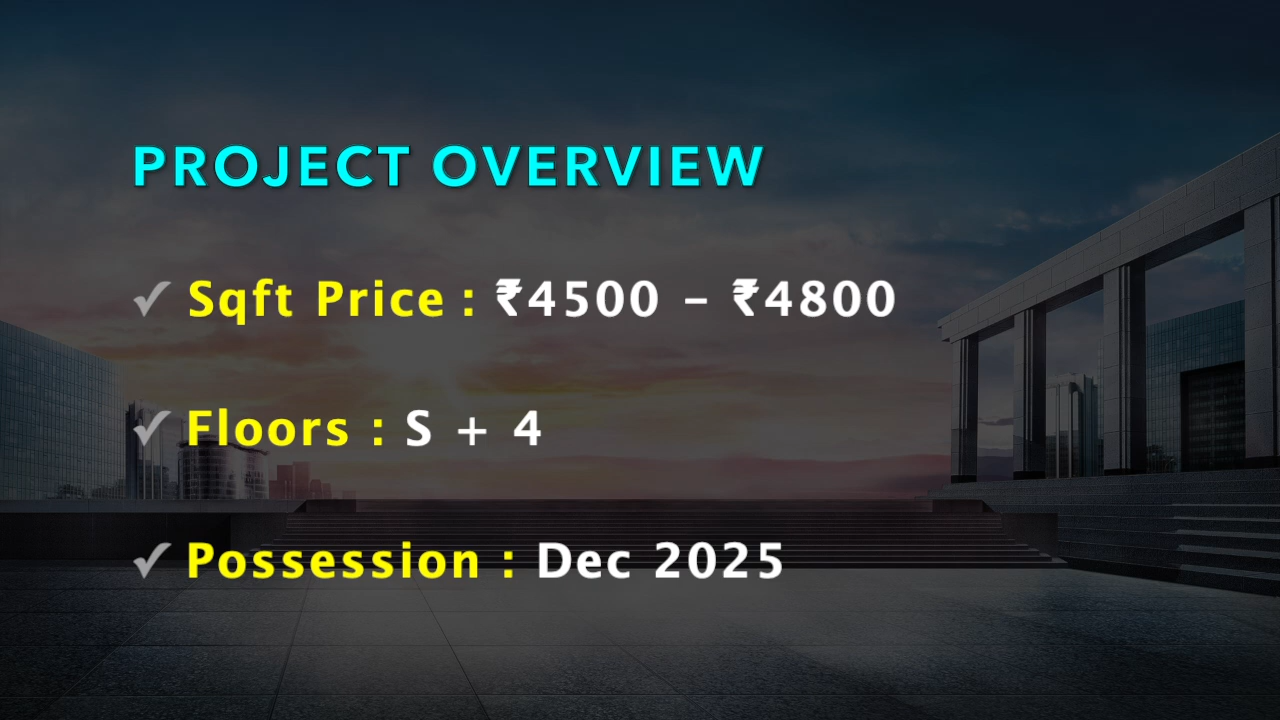 PROJECT OVERVIEW
✓ Sqft Price : ₹4500 – ₹4800
✓ Floors : S + 4
✓ Possession : Dec 2025